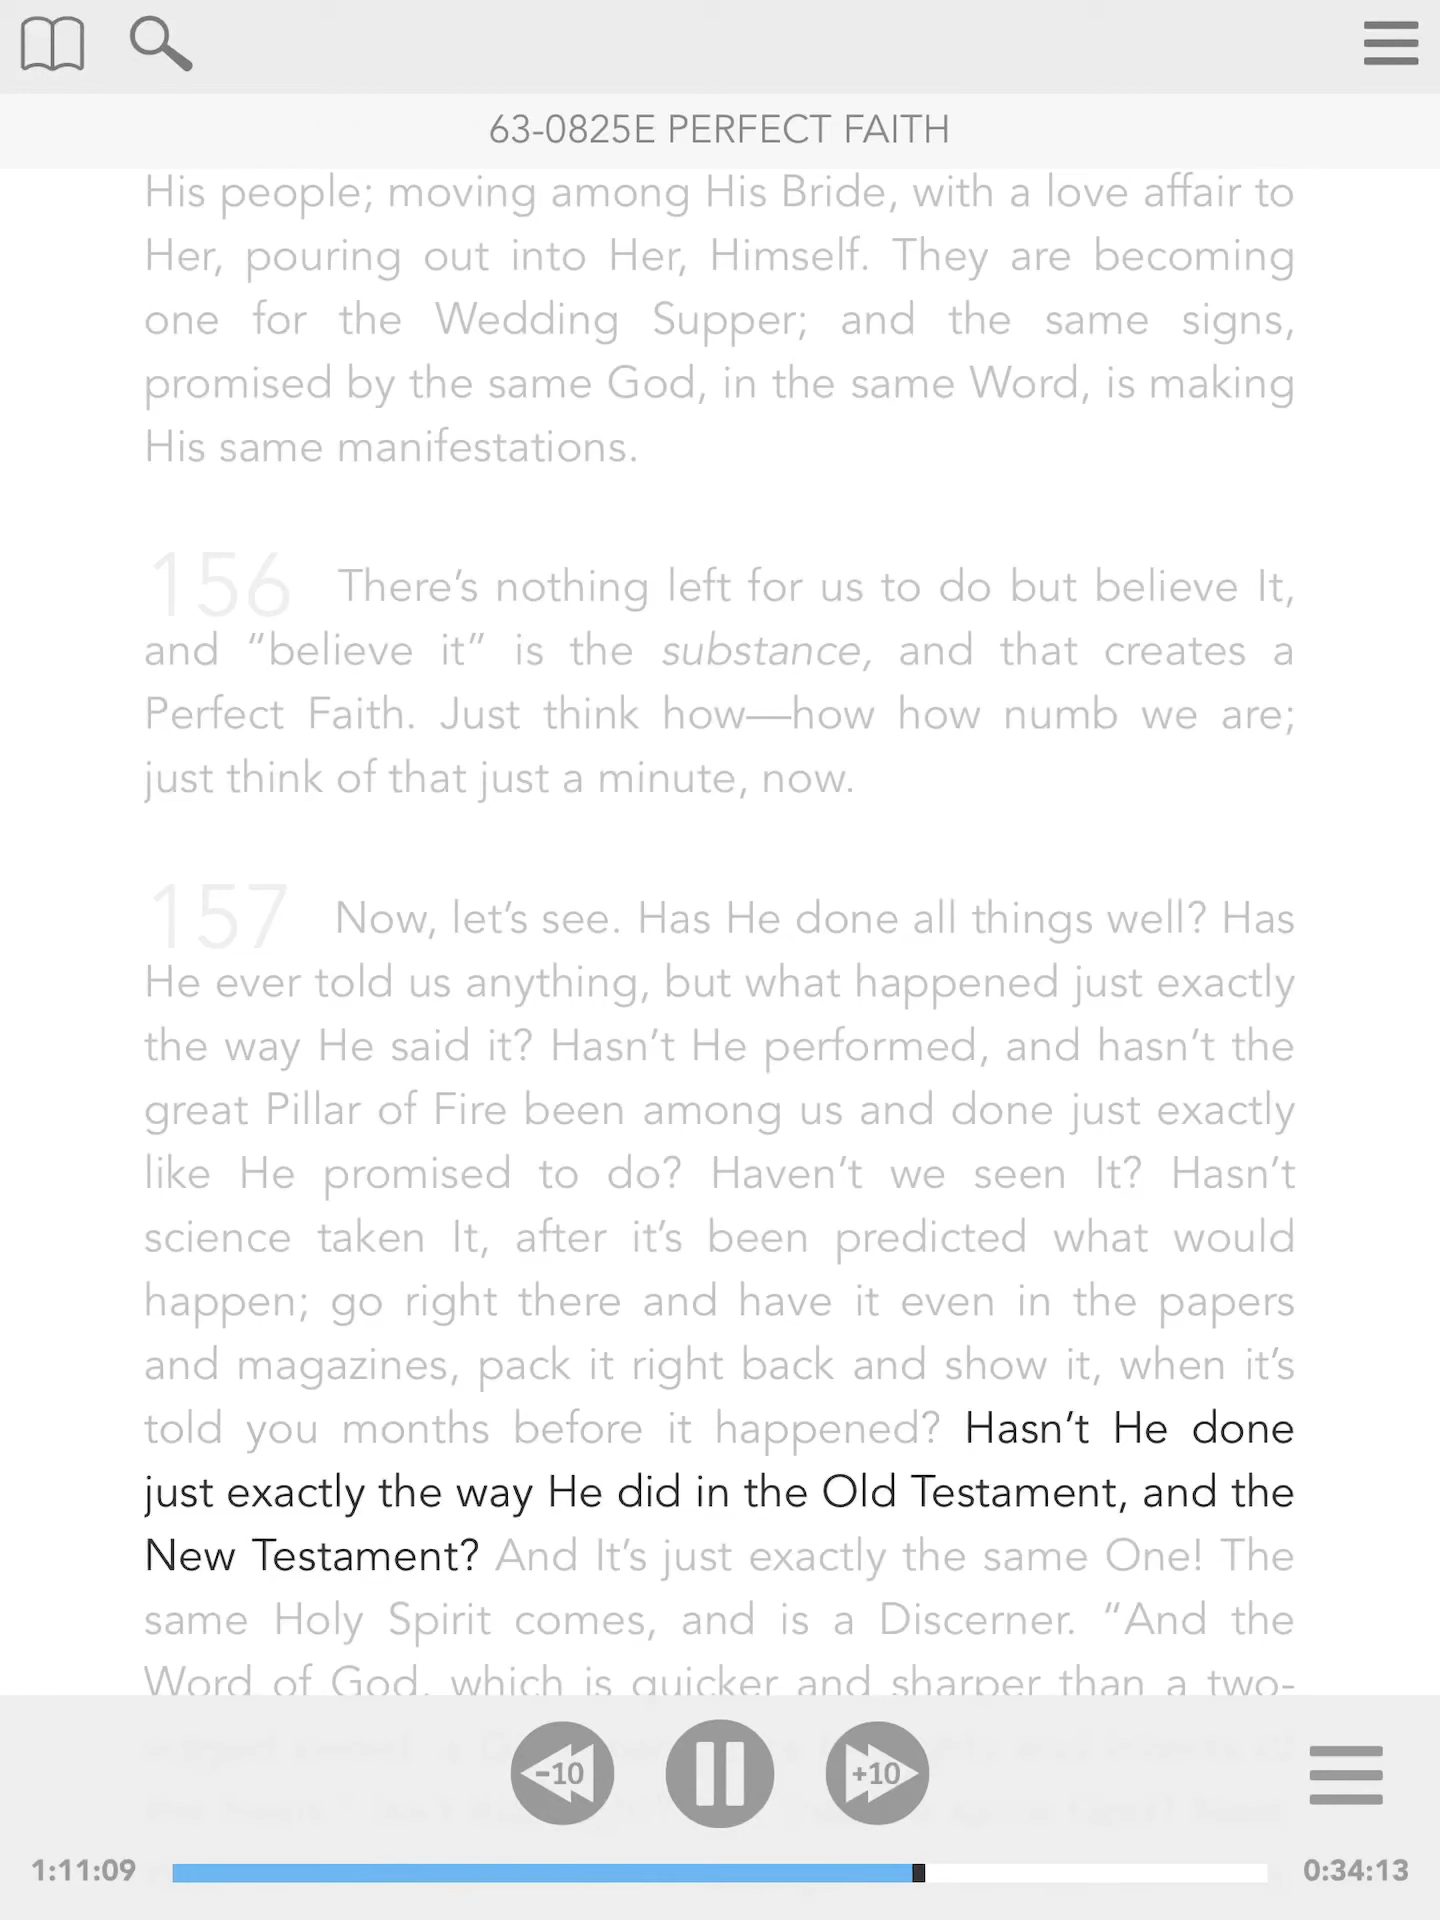 63-0825E PERFECT FAITH
His people; moving among His Bride, with a love affair to
Her, pouring out into Her, Himself. They are becoming
one for the Wedding Supper; and the same signs,
promised by the same God, in the same Word, is making
His same manifestations.
156 There’s nothing left for us to do but believe It,
and “believe it” is the substance, and that creates a
Perfect Faith. Just think how—how how numb we are;
just think of that just a minute, now.
157 Now, let’s see. Has He done all things well? Has
He ever told us anything, but what happened just exactly
the way He said it? Hasn’t He performed, and hasn’t the
great Pillar of Fire been among us and done just exactly
like He promised to do? Haven’t we seen It? Hasn’t
science taken It, after it’s been predicted what would
happen; go right there and have it even in the papers
and magazines, pack it right back and show it, when it’s
told you months before it happened? Hasn’t He done
just exactly the way He did in the Old Testament, and the
New Testament? And It’s just exactly the same One! The
same Holy Spirit comes, and is a Discerner. “And the
Word of God, which is quicker and sharper than a two-
-10 +10
1:11:09 0:34:13